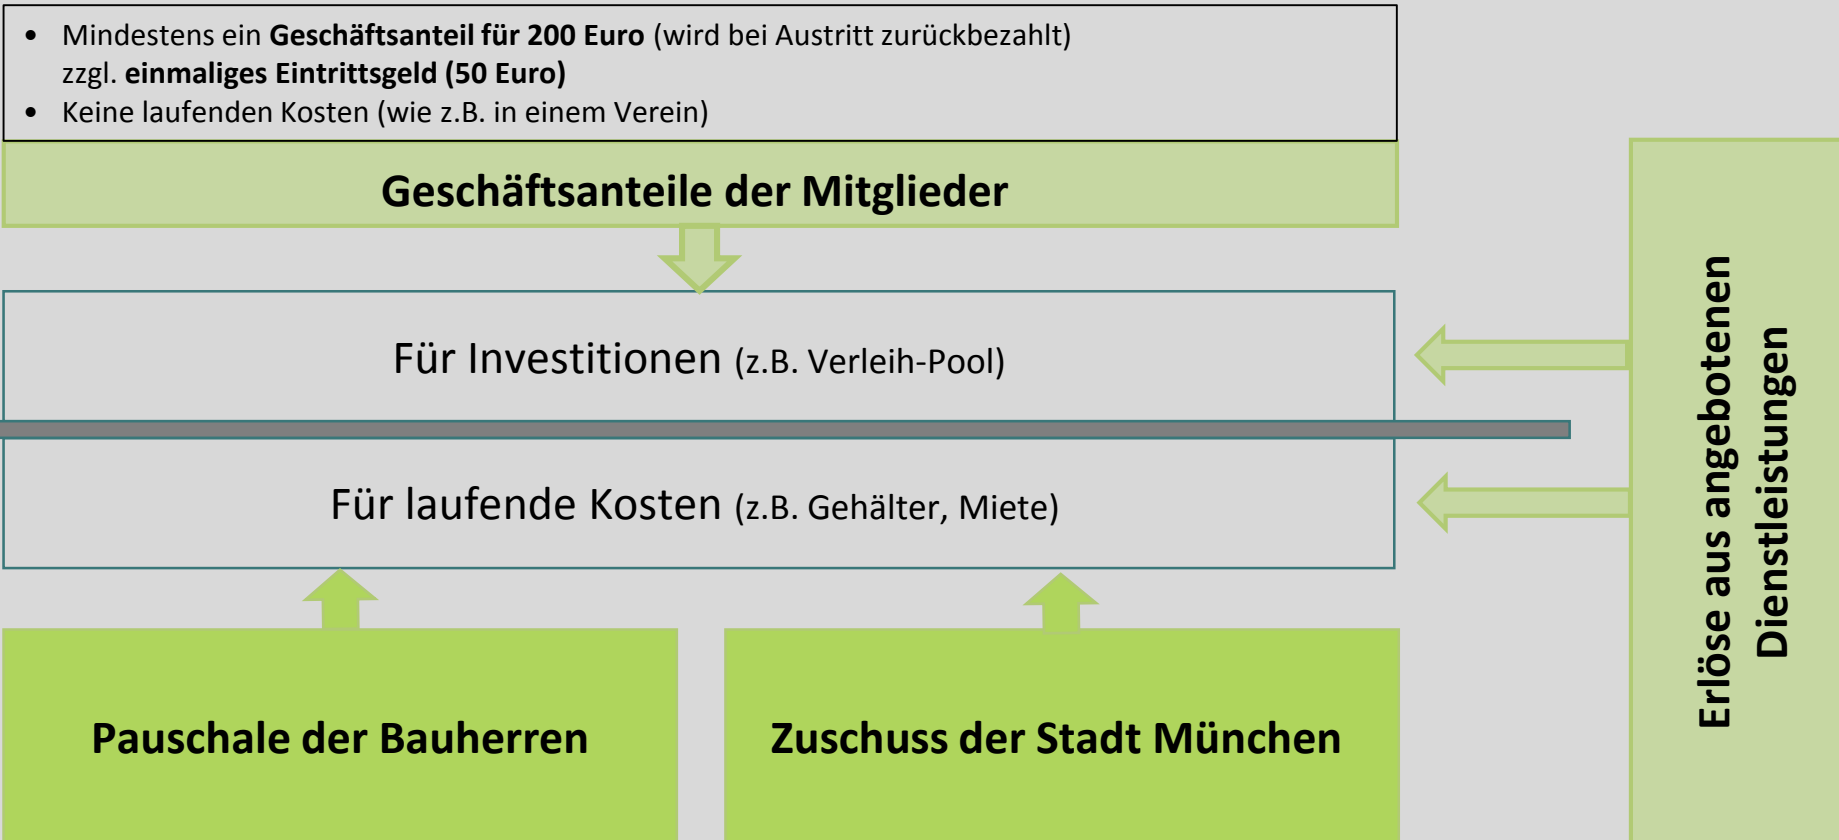 • Mindestens ein Geschäftsanteil für 200 Euro (wird bei Austritt zurückbezahlt)
zzgl. einmaliges Eintrittsgeld (50 Euro)
• Keine laufenden Kosten (wie z.B. in einem Verein)
Geschäftsanteile der Mitglieder
Für Investitionen (z.B. Verleih-Pool)
Für laufende Kosten (z.B. Gehälter, Miete)
Pauschale der Bauherren
Zuschuss der Stadt München
Erlöse aus angebotenen
Dienstleistungen